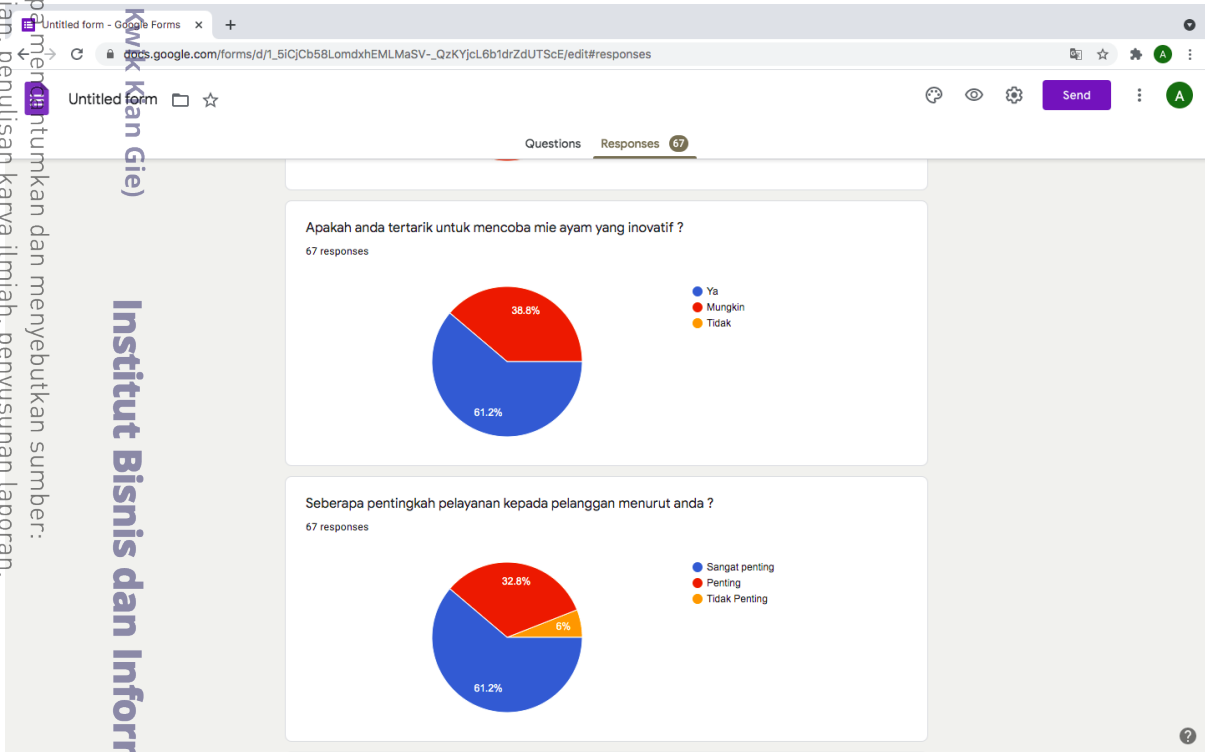 Untitled form - Google Forms
docs.google.com/forms/d/1_5iCjCb58LomdxhEMLMaSV-_QzKYjcL6b1drZdUTScE/edit#responses
A
Untitled form
Send
A
Questions
Responses 67
Apakah anda tertarik untuk mencoba mie ayam yang inovatif ?
67 responses
38.8%
61.2%
Ya
Mungkin
Tidak
Seberapa pentingkah pelayanan kepada pelanggan menurut anda ?
67 responses
32.8%
6%
61.2%
Sangat penting
Penting
Tidak Penting
Kwik Kian Gie)
Institut Bisnis dan Inform
pa mencantumkan dan menyebutkan sumber:
penulisan karya ilmiah, penyusunan laporan,